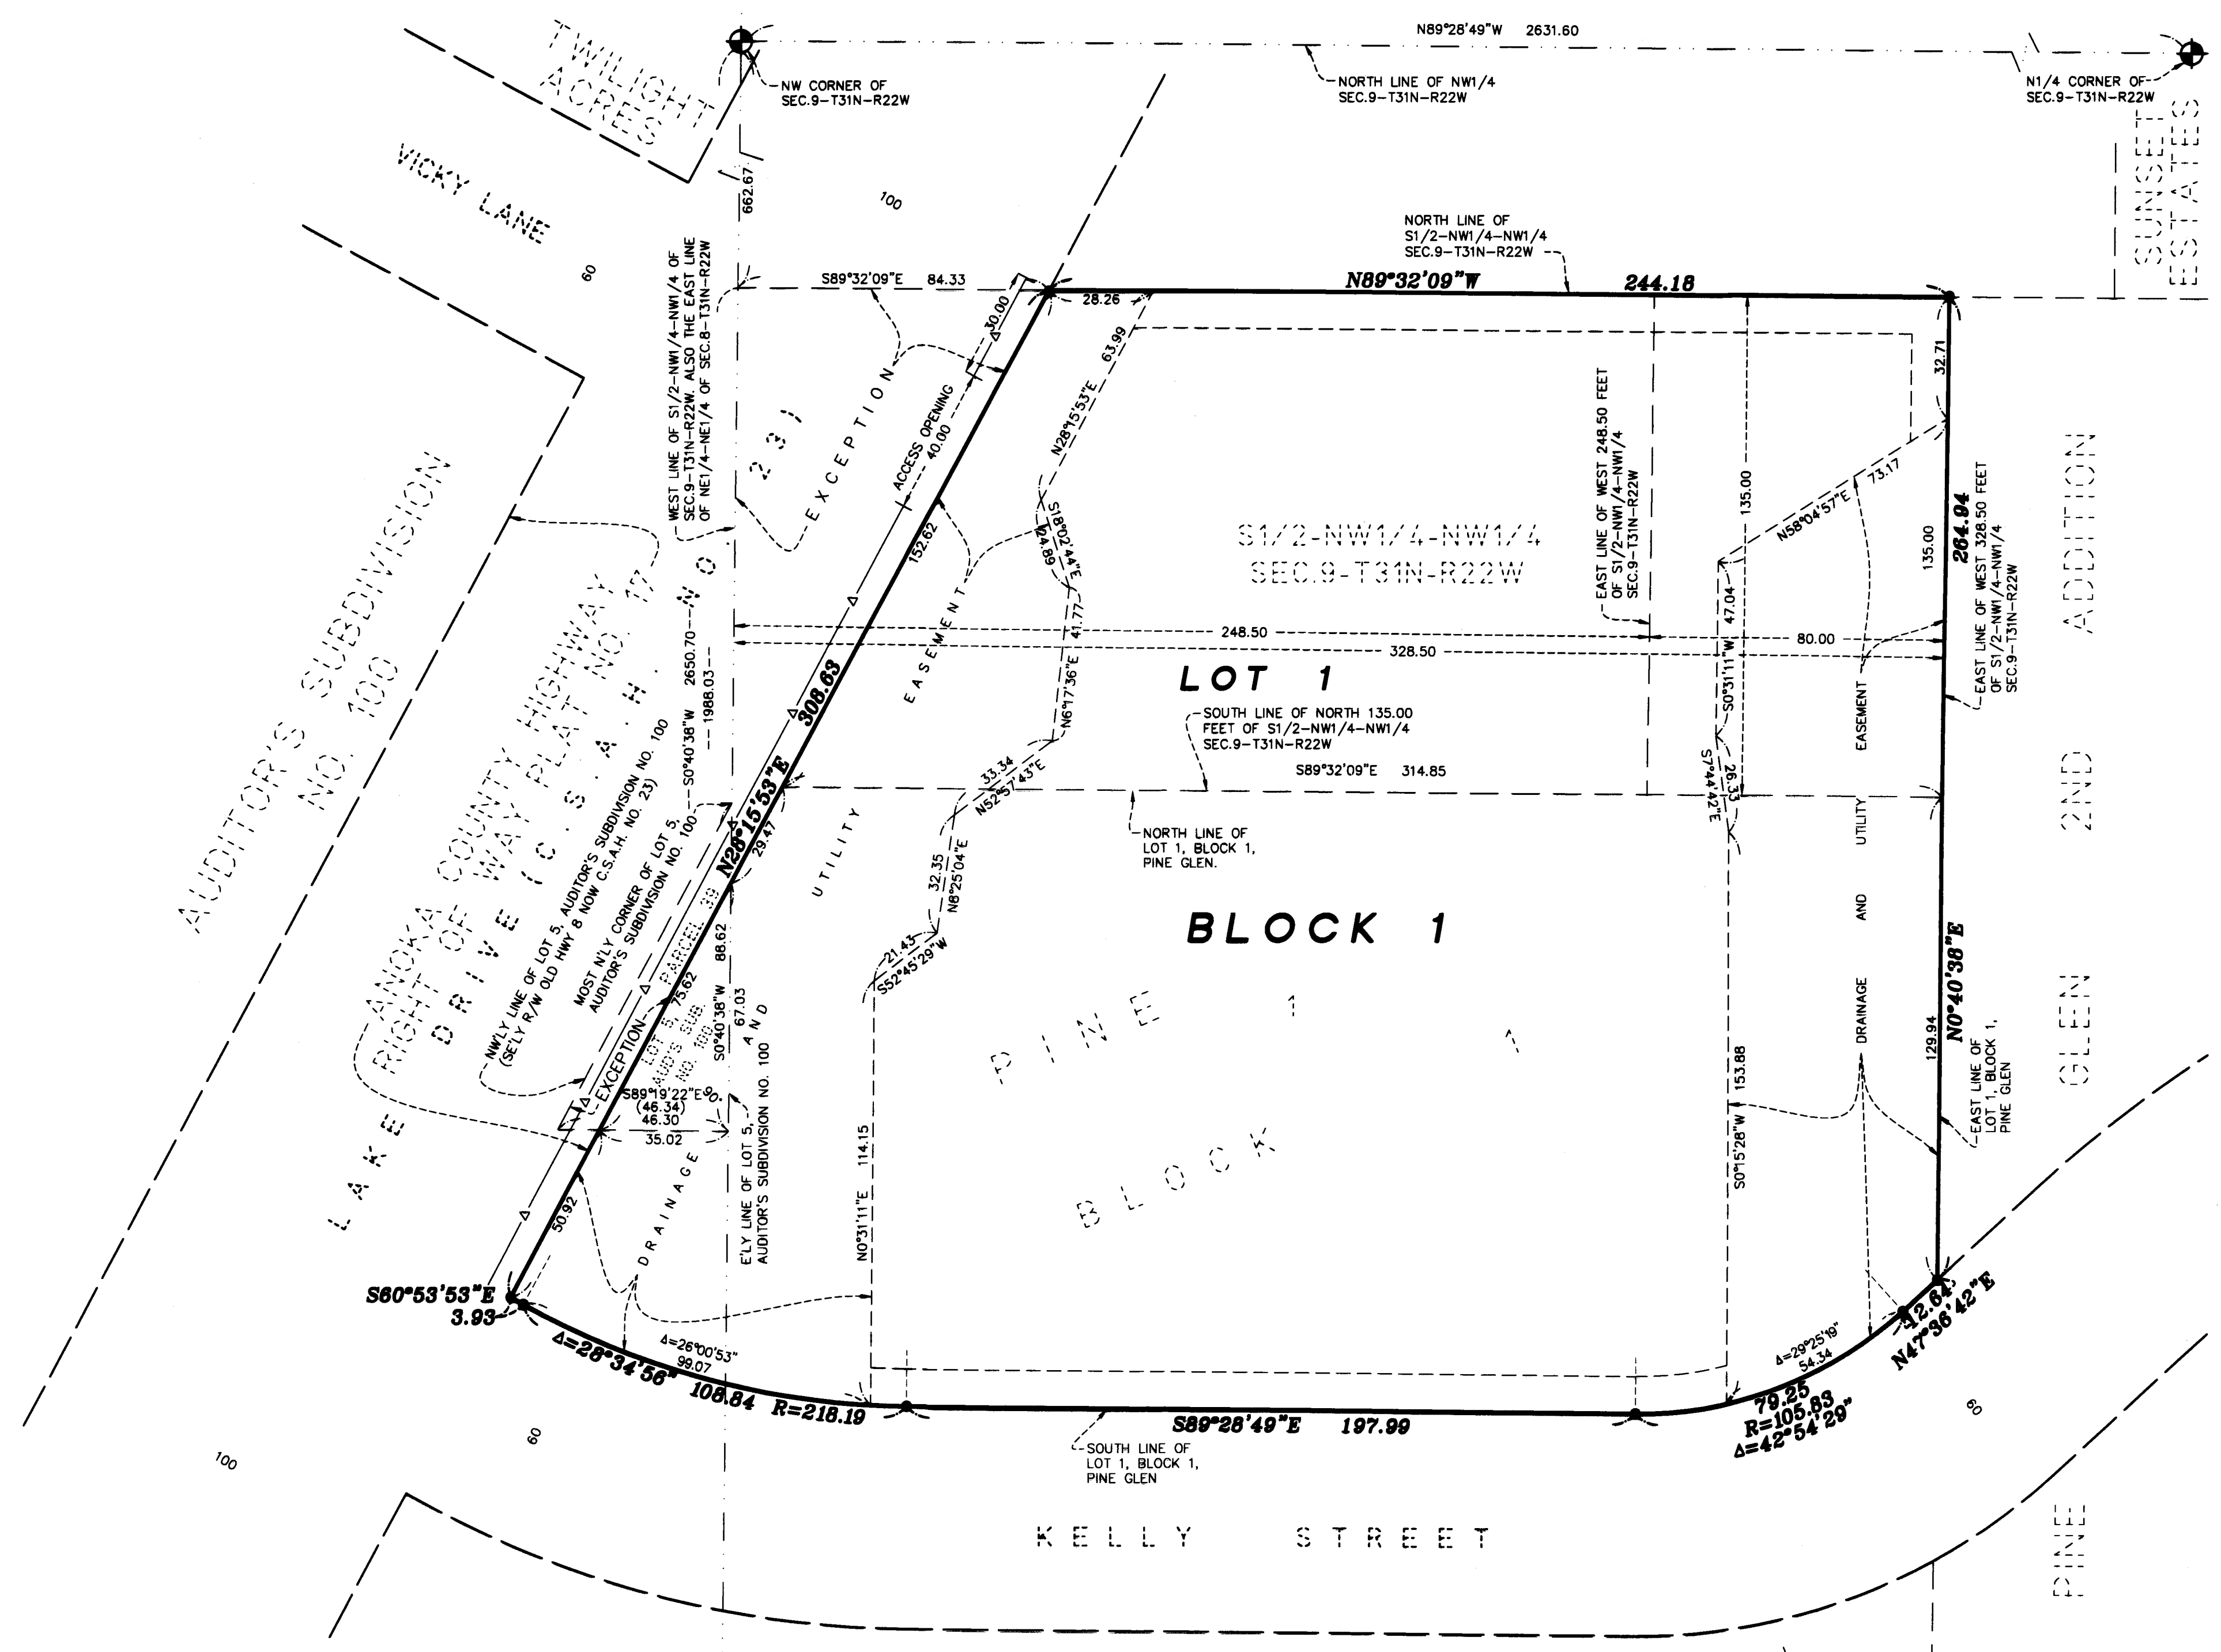 N89°28'49"W 2631.60
TWILIGHT
ACRES
NW CORNER OF
SEC.9-T31N-R22W
NORTH LINE OF NW1/4
SEC.9-T31N-R22W
N1/4 CORNER OF
SEC.9-T31N-R22W
SUNSET
ESTATES
VICKY LANE
60
662.67
100
NORTH LINE OF
S1/2-NW1/4-NW1/4
SEC.9-T31N-R22W
S89°32'09"E 84.33
28.26
N89°32'09"W 244.18
WEST LINE OF S1/2-NW1/4-NW1/4 OF
SEC.9-T31N-R22W. ALSO THE EAST LINE
OF NE1/4-NE1/4 OF SEC.8-T31N-R22W
30.00
Δ
63.99
N28°15'53"E
32.71
EXCEPTION
23)
ACCESS OPENING
40.00
152.62
S18°02'44"E
24.89
S1/2-NW1/4-NW1/4
SEC.9-T31N-R22W
EAST LINE OF WEST 248.50 FEET
OF S1/2-NW1/4-NW1/4
SEC.9-T31N-R22W
135.00
73.17
N58°04'57"E
135.00
264.94
EAST LINE OF WEST 328.50 FEET
OF S1/2-NW1/4-NW1/4
SEC.9-T31N-R22W
ADDITION
AUDITOR'S SUBDIVISION
NO. 100
ANOKA COUNTY HIGHWAY
RIGHT OF WAY PLAT NO. 17
LAKE DRIVE (C.S.A.H. NO.
S0°40'38"W 2650.70
1988.03
Δ
EASEMENT
41.77
N6°17'36"E
248.50
328.50
80.00
47.04
S0°31'11"W
EASEMENT
308.63
Δ
LOT 1
SOUTH LINE OF NORTH 135.00
FEET OF S1/2-NW1/4-NW1/4
SEC.9-T31N-R22W
S89°32'09"E 314.85
33.34
N52°57'43"E
S7°44'42"E
26.33
2ND
NW'LY LINE OF LOT 5, AUDITOR'S SUBDIVISION NO. 100
(SE'LY R/W OLD HWY 8 NOW C.S.A.H. NO. 23)
MOST N'LY CORNER OF LOT 5,
AUDITOR'S SUBDIVISION NO. 100
Δ
N28°15'53"E
29.47
UTILITY
NORTH LINE OF
LOT 1, BLOCK 1,
PINE GLEN.
UTILITY
32.35
N8°25'04"E
BLOCK 1
AND
PARCEL 39
75.62
88.62
S0°40'38"W
67.03
21.43
S52°45'29"W
N0°40'38"E
129.94
GLEN
Δ
EXCEPTION
LOT 5,
AUD'S SUB.
NO. 100
AND
PINE
1
1
DRAINAGE
EAST LINE OF
LOT 1, BLOCK 1,
PINE GLEN
Δ
S89°19'22"E
90.
(46.34)
46.30
35.02
E'LY LINE OF LOT 5,
AUDITOR'S SUBDIVISION NO. 100
114.15
N0°31'11"E
153.88
S0°15'28"W
BLOCK
Δ
50.92
DRAINAGE
S60°53'53"E
3.93
Δ=26°00'53"
99.07
Δ=28°34'56" 108.84 R=218.19
S89°28'49"E 197.99
Δ=29°25'19"
54.34
79.25
R=105.83
Δ=42°54'29"
12.64
N47°36'42"E
60
100
60
SOUTH LINE OF
LOT 1, BLOCK 1,
PINE GLEN
KELLY STREET
PINE